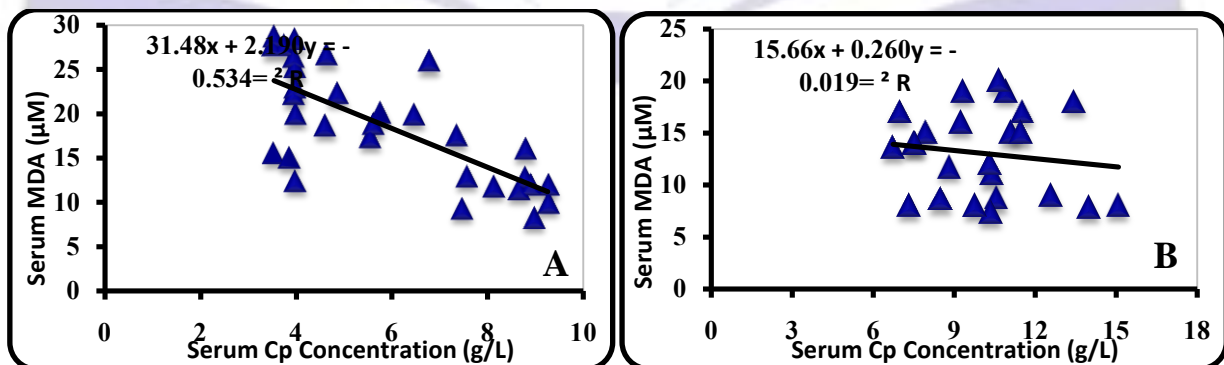 30
25
20
15
10
5
0
Serum MDA (µM)
31.48x + 2.190y = -
0.534= ² R
A
0 2 4 6 8 10
Serum Cp Concentration (g/L)
25
20
15
10
5
0
Serum MDA (µM)
15.66x + 0.260y = -
0.019= ² R
B
0 3 6 9 12 15 18
Serum Cp Concentration (g/L)